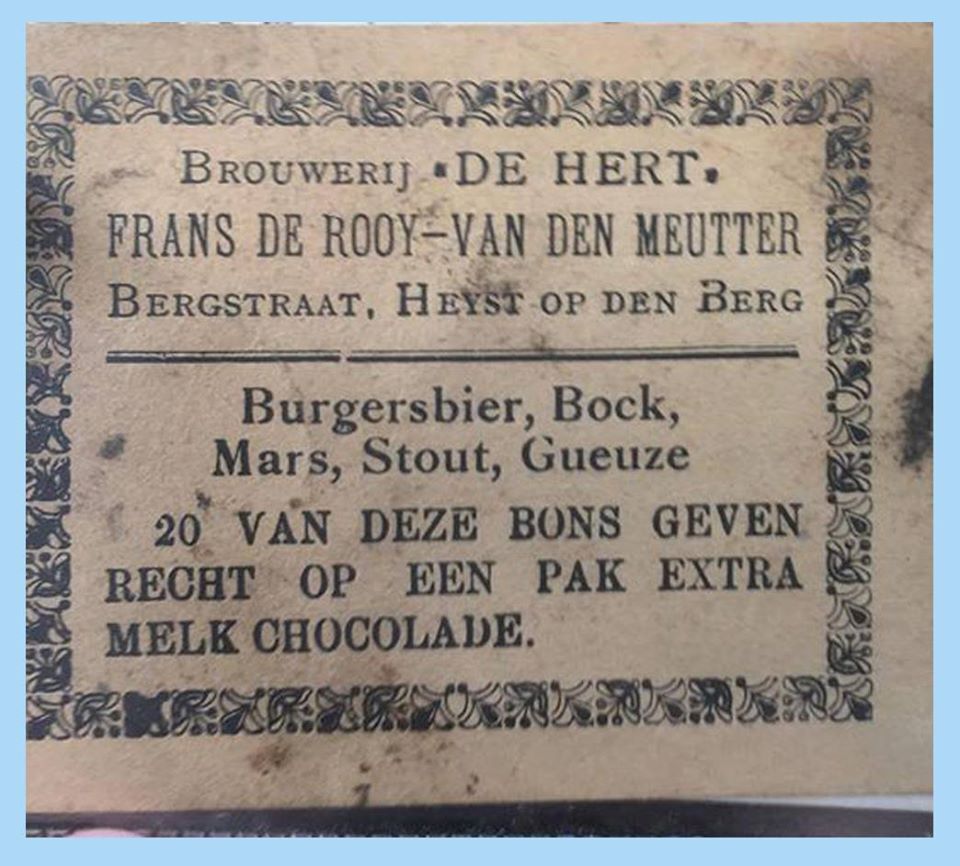 BROUWERIJ "DE HERT"
FRANS DE ROOY-VAN DEN MEUTTER
BERGSTRAAT, HEYST OP DEN BERG
Burgersbier, Bock,
Mars, Stout, Gueuze
20 VAN DEZE BONS GEVEN
RECHT OP EEN PAK EXTRA
MELK CHOCOLADE.